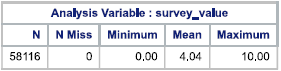 Analysis Variable : survey_value
N N Miss Minimum Mean Maximum
58116 0 0,00 4,04 10,00